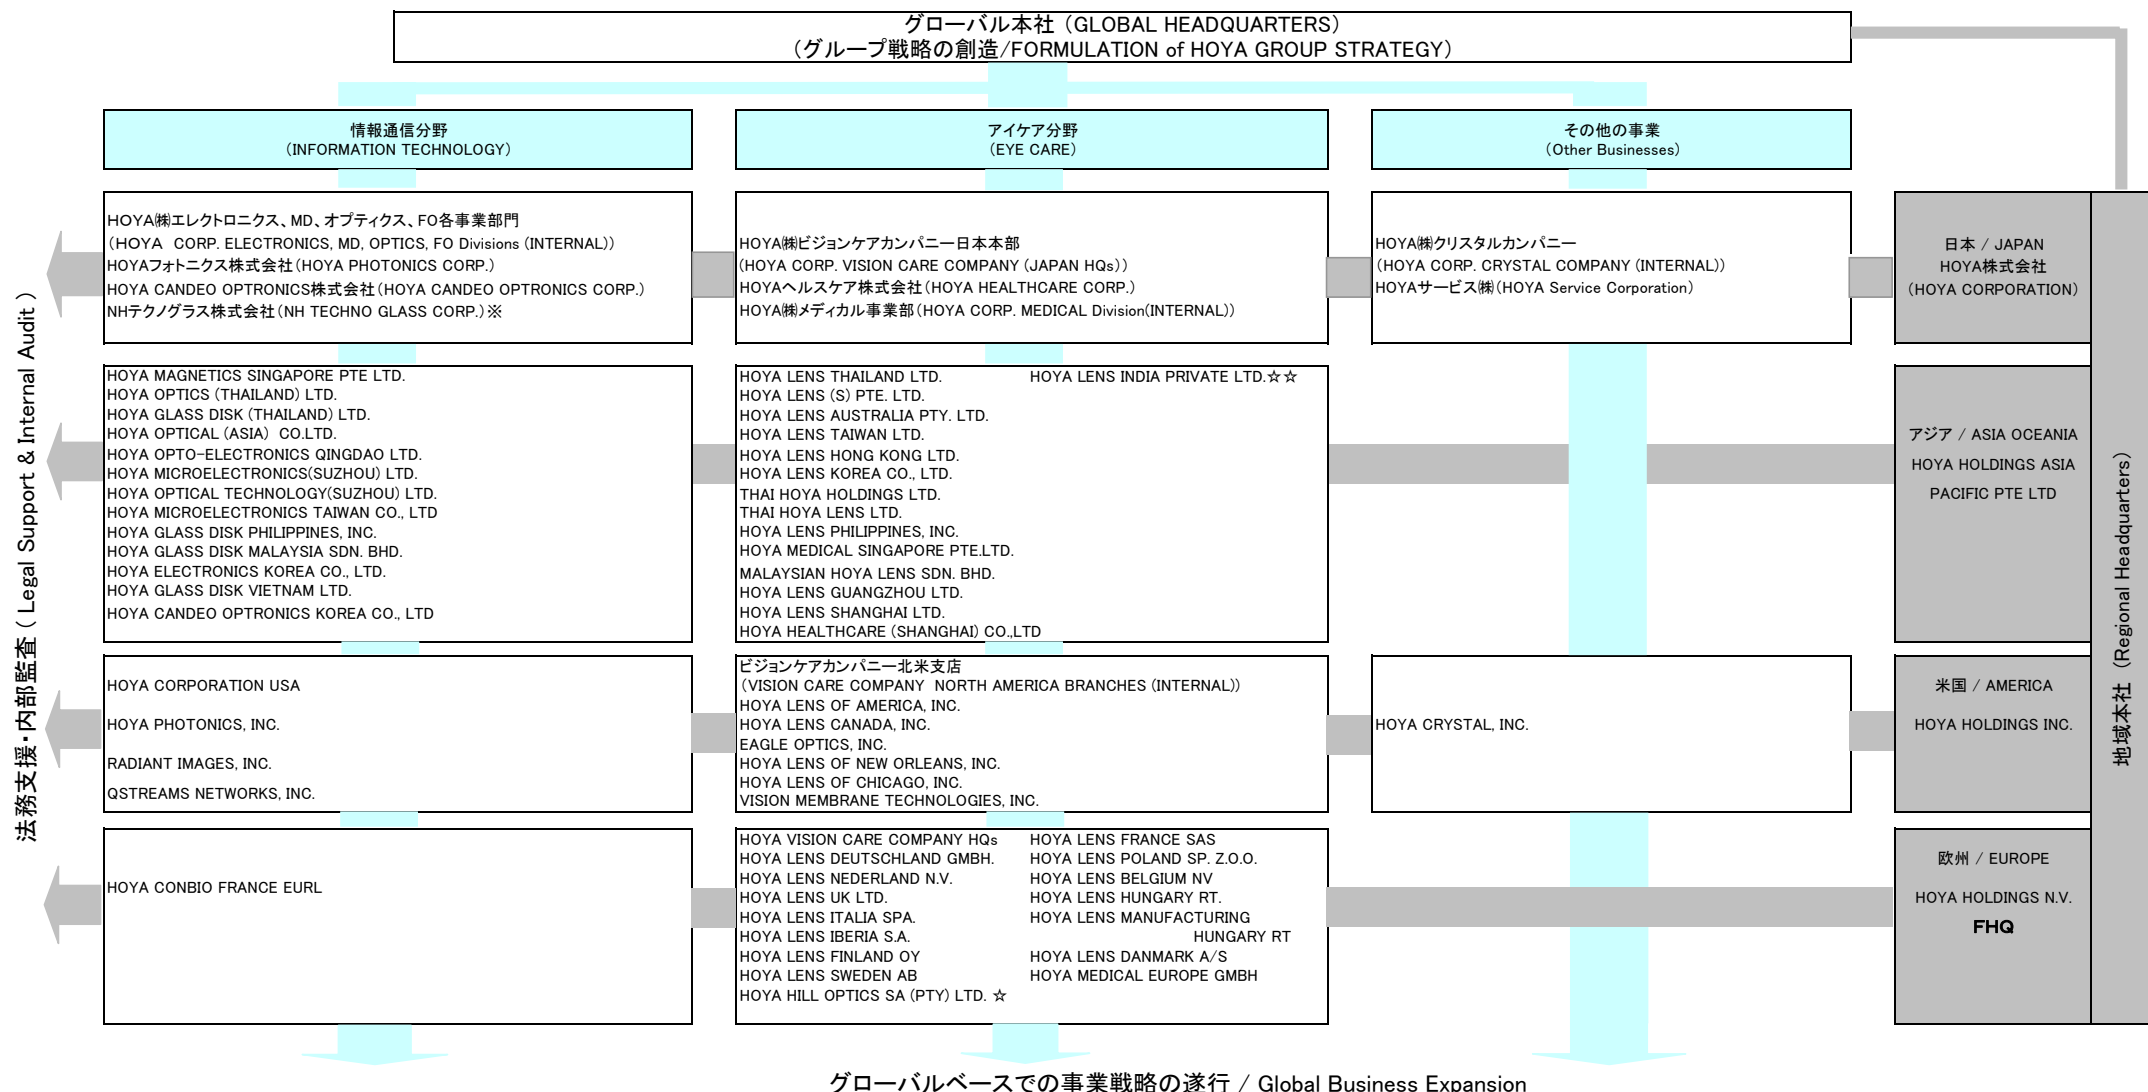 グローバル本社 (GLOBAL HEADQUARTERS)
(グループ戦略の創造/FORMULATION of HOYA GROUP STRATEGY)
情報通信分野
(INFORMATION TECHNOLOGY)
アイケア分野
(EYE CARE)
その他の事業
(Other Businesses)
HOYA㈱エレクトロニクス、MD、オプティクス、FO各事業部門
(HOYA CORP. ELECTRONICS, MD, OPTICS, FO Divisions (INTERNAL))
HOYAフォトニクス株式会社(HOYA PHOTONICS CORP.)
HOYA CANDEO OPTRONICS株式会社(HOYA CANDEO OPTRONICS CORP.)
NHテクノグラス株式会社(NH TECHNO GLASS CORP.)※
HOYA㈱ビジョンケアカンパニー日本本部
(HOYA CORP. VISION CARE COMPANY (JAPAN HQs))
HOYAヘルスケア株式会社(HOYA HEALTHCARE CORP.)
HOYA㈱メディカル事業部(HOYA CORP. MEDICAL Division(INTERNAL))
HOYA㈱クリスタルカンパニー
(HOYA CORP. CRYSTAL COMPANY (INTERNAL))
HOYAサービス㈱(HOYA Service Corporation)
日本 / JAPAN
HOYA株式会社
(HOYA CORPORATION)
HOYA MAGNETICS SINGAPORE PTE LTD.
HOYA OPTICS (THAILAND) LTD.
HOYA GLASS DISK (THAILAND) LTD.
HOYA OPTICAL (ASIA) CO.LTD.
HOYA OPTO-ELECTRONICS QINGDAO LTD.
HOYA MICROELECTRONICS(SUZHOU) LTD.
HOYA OPTICAL TECHNOLOGY(SUZHOU) LTD.
HOYA MICROELECTRONICS TAIWAN CO., LTD
HOYA GLASS DISK PHILIPPINES, INC.
HOYA GLASS DISK MALAYSIA SDN. BHD.
HOYA ELECTRONICS KOREA CO., LTD.
HOYA GLASS DISK VIETNAM LTD.
HOYA CANDEO OPTRONICS KOREA CO., LTD
HOYA LENS THAILAND LTD. HOYA LENS INDIA PRIVATE LTD.☆☆
HOYA LENS (S) PTE. LTD.
HOYA LENS AUSTRALIA PTY. LTD.
HOYA LENS TAIWAN LTD.
HOYA LENS HONG KONG LTD.
HOYA LENS KOREA CO., LTD.
THAI HOYA HOLDINGS LTD.
THAI HOYA LENS LTD.
HOYA LENS PHILIPPINES, INC.
HOYA MEDICAL SINGAPORE PTE.LTD.
MALAYSIAN HOYA LENS SDN. BHD.
HOYA LENS GUANGZHOU LTD.
HOYA LENS SHANGHAI LTD.
HOYA HEALTHCARE (SHANGHAI) CO.,LTD
アジア / ASIA OCEANIA
HOYA HOLDINGS ASIA
PACIFIC PTE LTD
HOYA CORPORATION USA
HOYA PHOTONICS, INC.
RADIANT IMAGES, INC.
QSTREAMS NETWORKS, INC.
ビジョンケアカンパニー北米支店
(VISION CARE COMPANY NORTH AMERICA BRANCHES (INTERNAL))
HOYA LENS OF AMERICA, INC.
HOYA LENS CANADA, INC.
EAGLE OPTICS, INC.
HOYA LENS OF NEW ORLEANS, INC.
HOYA LENS OF CHICAGO, INC.
VISION MEMBRANE TECHNOLOGIES, INC.
HOYA CRYSTAL, INC.
米国 / AMERICA
HOYA HOLDINGS INC.
HOYA CONBIO FRANCE EURL
HOYA VISION CARE COMPANY HQs HOYA LENS FRANCE SAS
HOYA LENS DEUTSCHLAND GMBH. HOYA LENS POLAND SP. Z.O.O.
HOYA LENS NEDERLAND N.V. HOYA LENS BELGIUM NV
HOYA LENS UK LTD. HOYA LENS HUNGARY RT.
HOYA LENS ITALIA SPA. HOYA LENS MANUFACTURING
HOYA LENS IBERIA S.A. HUNGARY RT
HOYA LENS FINLAND OY HOYA LENS DANMARK A/S
HOYA LENS SWEDEN AB HOYA MEDICAL EUROPE GMBH
HOYA HILL OPTICS SA (PTY) LTD. ☆
欧州 / EUROPE
HOYA HOLDINGS N.V.
FHQ
法務支援・内部監査 ( Legal Support & Internal Audit )
地域本社 (Regional Headquarters)
グローバルベースでの事業戦略の遂行 / Global Business Expansion